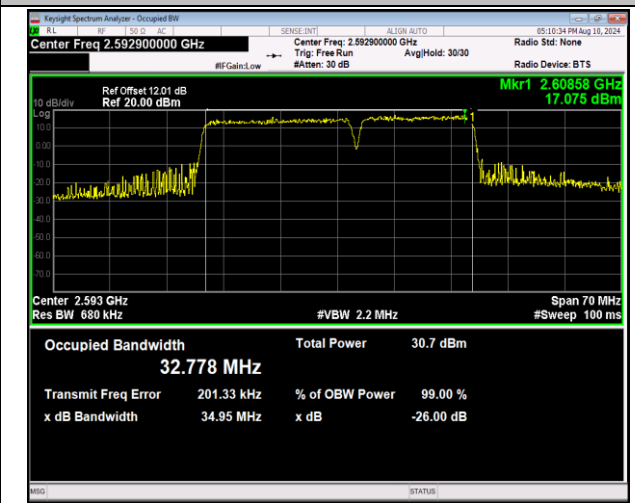 Keysight Spectrum Analyzer - Occupied BW
RL RF 50 Ω AC SENSE:INT ALIGN AUTO 05:10:34 PM Aug 10, 2024
Center Freq 2.592900000 GHz Center Freq: 2.592900000 GHz Radio Std: None
Trig: Free Run Avg|Hold: 30/30
#IFGain:Low #Atten: 30 dB Radio Device: BTS
Ref Offset 12.01 dB Mkr1 2.60858 GHz
10 dB/div Ref 20.00 dBm 17.075 dBm
Log
10.0
1
0.00
-10.0
-20.0
-30.0
-40.0
-50.0
-60.0
-70.0
Center 2.593 GHz Span 70 MHz
Res BW 680 kHz #VBW 2.2 MHz #Sweep 100 ms
Occupied Bandwidth Total Power 30.7 dBm
32.778 MHz
Transmit Freq Error 201.33 kHz % of OBW Power 99.00 %
x dB Bandwidth 34.95 MHz x dB -26.00 dB
MSG STATUS